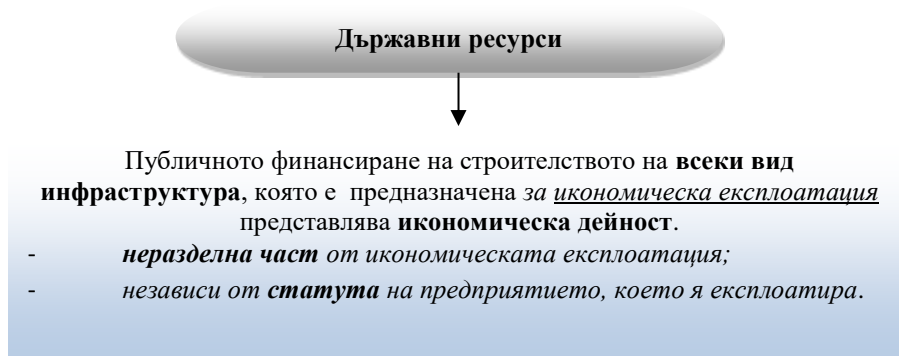 Държавни ресурси
Публичното финансиране на строителството на всеки вид
инфраструктура, която е предназначена за икономическа експлоатация
представлява икономическа дейност.
- неразделна част от икономическата експлоатация;
- независи от статута на предприятието, което я експлоатира.